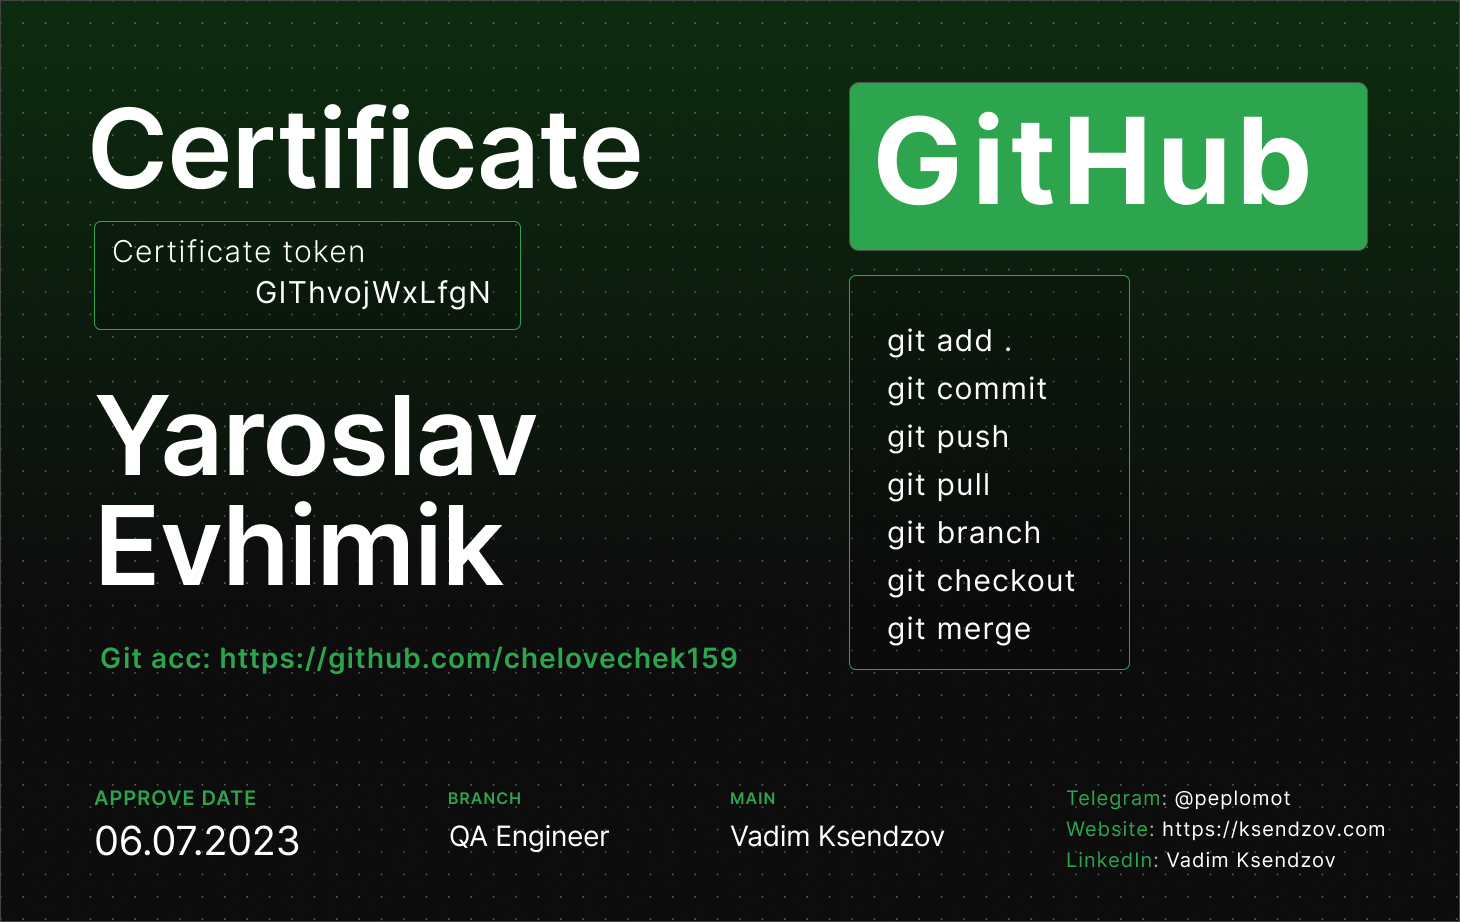 Certificate
Certificate token
GIThvojWxLfgN
Yaroslav
Evhimik
Git acc: https://github.com/chelovechek159
GitHub
git add .
git commit
git push
git pull
git branch
git checkout
git merge
APPROVE DATE
06.07.2023
BRANCH
QA Engineer
MAIN
Vadim Ksendzov
Telegram: @peplomot
Website: https://ksendzov.com
LinkedIn: Vadim Ksendzov